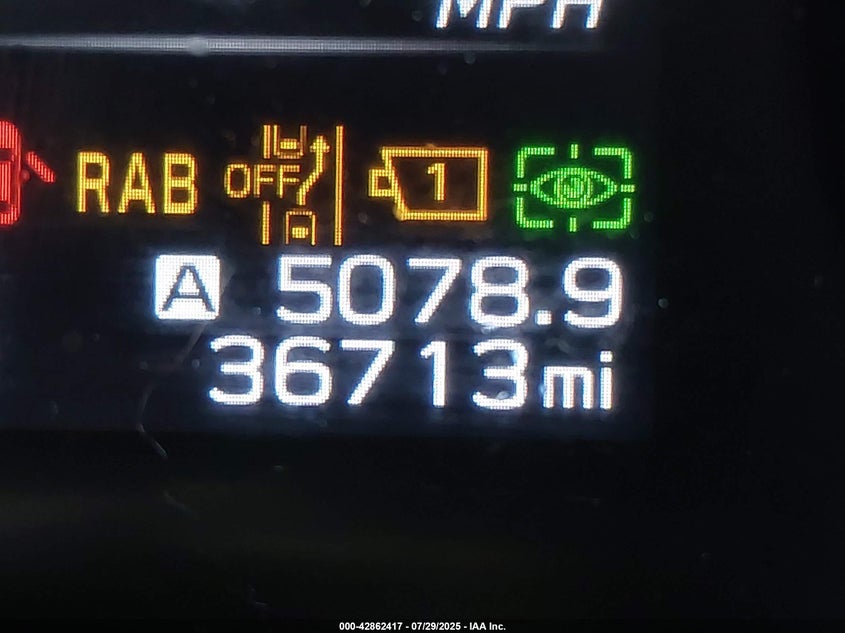 MPH
RAB OFF 1
A 5078.9
36713mi
000-42862417 - 07/29/2025 - IAA Inc.